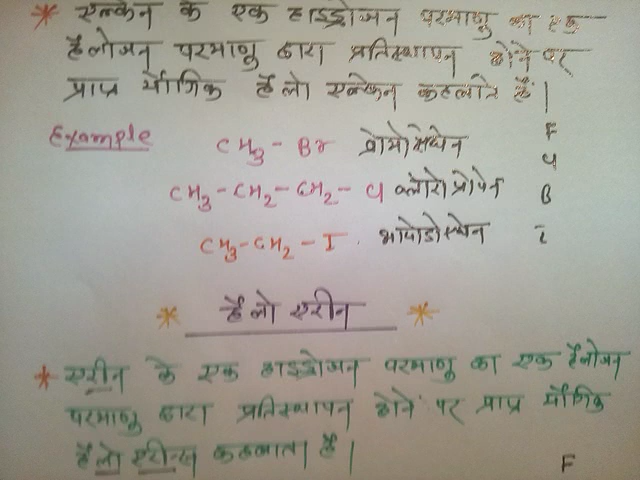 * एल्केन के एक हाइड्रोजन परमाणु का एक
हैलोजन परमाणु द्वारा प्रतिस्थापन होने पर
प्राप्त यौगिक हैलो एल्केन कहलाते हैं।
Example CH3 - Br ब्रोमोमेथेन F
CH3 - CH2 - CH2 - Cl क्लोरोप्रोपेन Cl B
CH3 - CH2 - I. आयोडोएथेन I
* हैलो एरीन *
* एरीन के एक हाइड्रोजन परमाणु का एक हैलोजन
परमाणु द्वारा प्रतिस्थापन होने पर प्राप्त यौगिक
हैलो एरीन्स कहलाता है।
F